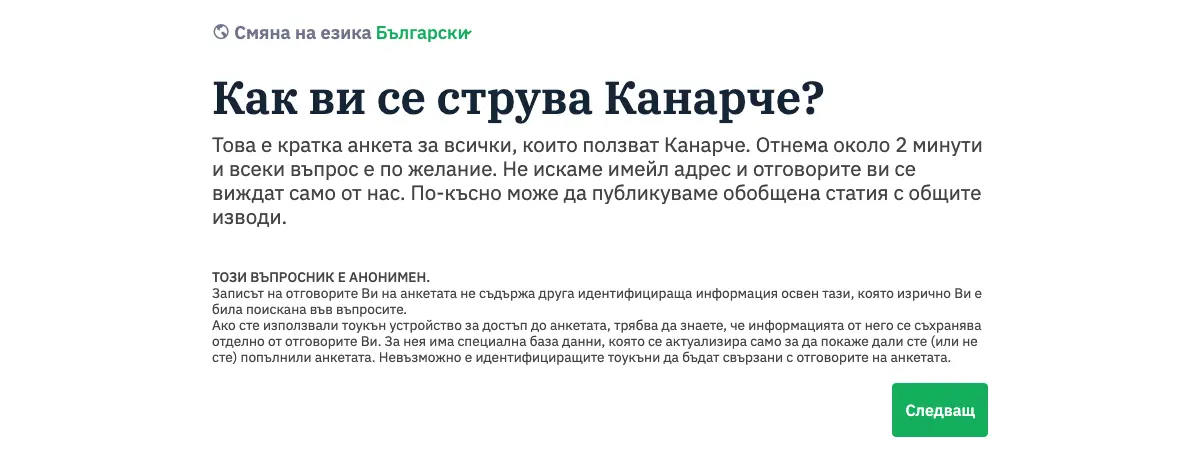 Смяна на езика Български
Как ви се струва Канарче?
Това е кратка анкета за всички, които ползват Канарче. Отнема около 2 минути
и всеки въпрос е по желание. Не искаме имейл адрес и отговорите ви се
виждат само от нас. По-късно може да публикуваме обобщена статия с общите
изводи.
ТОЗИ ВЪПРОСНИК Е АНОНИМЕН.
Записът на отговорите Ви на анкетата не съдържа друга идентифицираща информация освен тази, която изрично Ви е
била поискана във въпросите.
Ако сте използвали тоукън устройство за достъп до анкетата, трябва да знаете, че информацията от него се съхранява
отделно от отговорите Ви. За нея има специална база данни, която се актуализира само за да покаже дали сте (или не
сте) попълнили анкетата. Невъзможно е идентифициращите тоукъни да бъдат свързани с отговорите на анкетата.
Следващ